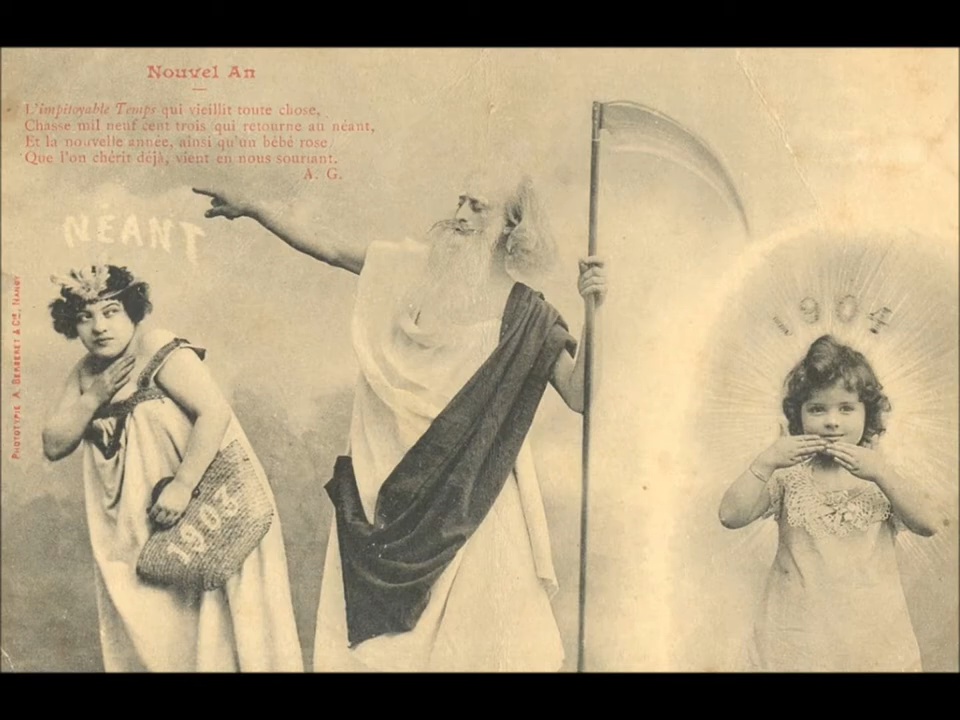 Nouvel An
L'impitoyable Temps qui vieillit toute chose,
Chasse mil neuf cent trois qui retourne au néant,
Et la nouvelle année, ainsi qu'un bébé rose
Que l'on chérit déjà, vient en nous souriant.
A. G.
NÉANT
1904
1903
PHOTOTYPIE A. BERGERET & Cie, NANCY